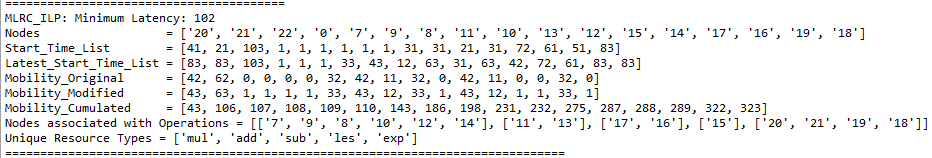 ========================================
MLRC_ILP: Minimum Latency: 102
Nodes                  = ['20', '21', '22', '0', '7', '9', '8', '11', '10', '13', '12', '15', '14', '17', '16', '19', '18']
Start_Time_List        = [41, 21, 103, 1, 1, 1, 1, 1, 1, 31, 31, 21, 31, 72, 61, 51, 83]
Latest_Start_Time_List = [83, 83, 103, 1, 1, 1, 33, 43, 12, 63, 31, 63, 42, 72, 61, 83, 83]
Mobility_Original      = [42, 62, 0, 0, 0, 0, 32, 42, 11, 32, 0, 42, 11, 0, 0, 32, 0]
Mobility_Modified      = [43, 63, 1, 1, 1, 1, 33, 43, 12, 33, 1, 43, 12, 1, 1, 33, 1]
Mobility_Cumulated     = [43, 106, 107, 108, 109, 110, 143, 186, 198, 231, 232, 275, 287, 288, 289, 322, 323]
Nodes associated with Operations = [['7', '9', '8', '10', '12', '14'], ['11', '13'], ['17', '16'], ['15'], ['20', '21', '19', '18']]
Unique Resource Types = ['mul', 'add', 'sub', 'les', 'exp']
================================================================================